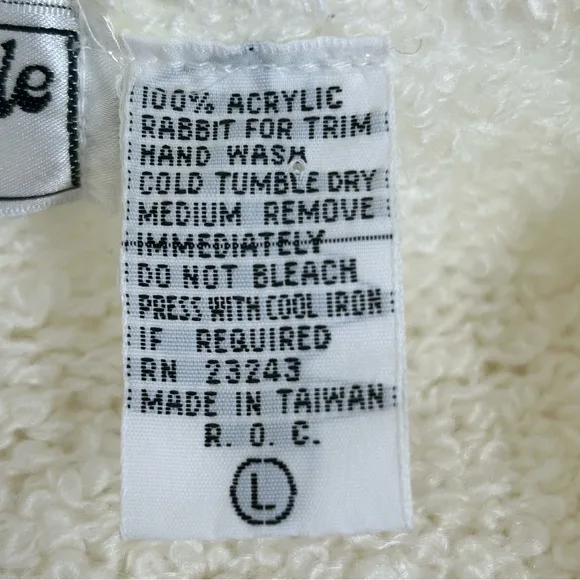 100% ACRYLIC
RABBIT FOR TRIM
HAND WASH
COLD TUMBLE DRY
MEDIUM REMOVE
IMMEDIATELY
DO NOT BLEACH
PRESS WITH COOL IRON
IF REQUIRED
RN 23243
MADE IN TAIWAN
R. O. C.
L